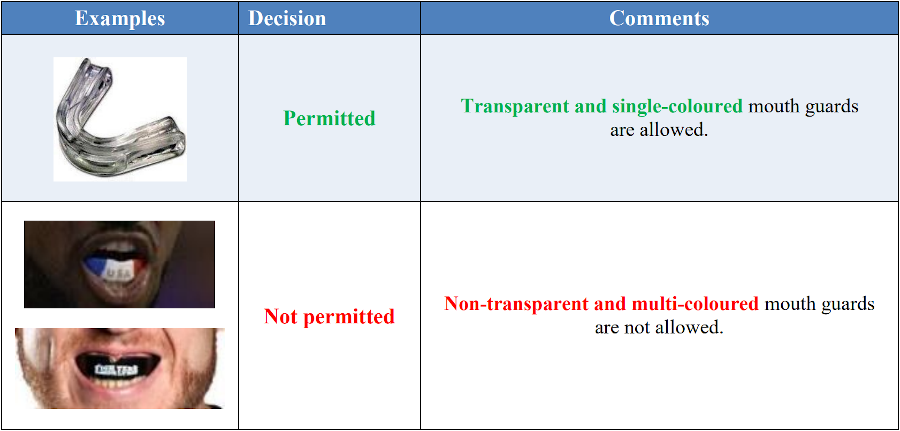 Examples
Decision
Comments
Permitted
Transparent and single-coloured mouth guards
are allowed.
USA
Not permitted
Non-transparent and multi-coloured mouth guards
are not allowed.